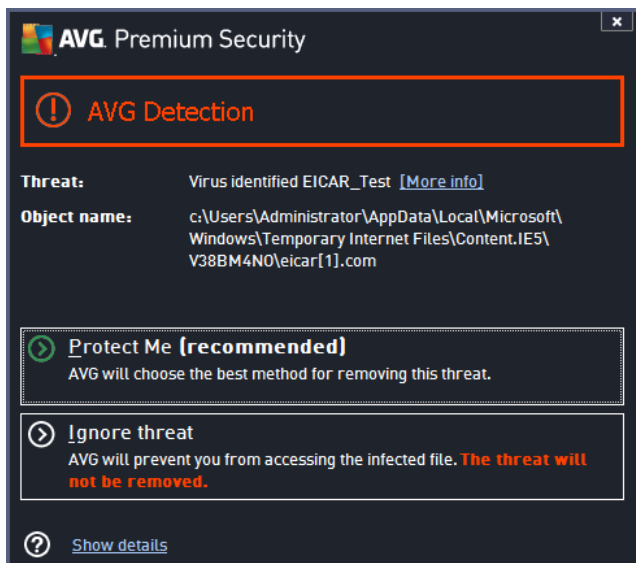 AVG. Premium Security
x
AVG Detection
Threat: Virus identified EICAR_Test [More info]
Object name: c:\Users\Administrator\AppData\Local\Microsoft\
Windows\Temporary Internet Files\Content.IE5\
V38BM4N0\eicar[1].com
Protect Me (recommended)
AVG will choose the best method for removing this threat.
Ignore threat
AVG will prevent you from accessing the infected file. The threat will
not be removed.
Show details